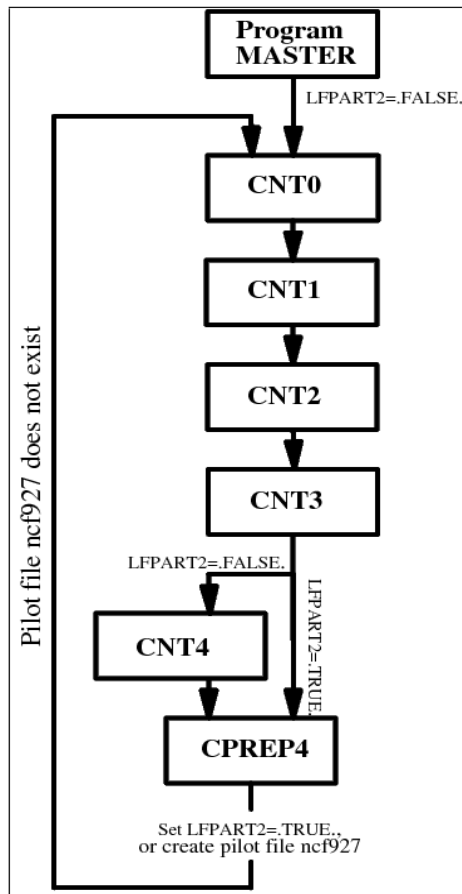 Program
MASTER
LFPART2=.FALSE.
CNT0
CNT1
CNT2
CNT3
LFPART2=.FALSE.
LFPART2=.TRUE.
CNT4
CPREP4
Set LFPART2=.TRUE.,
or create pilot file ncf927
Pilot file ncf927 does not exist